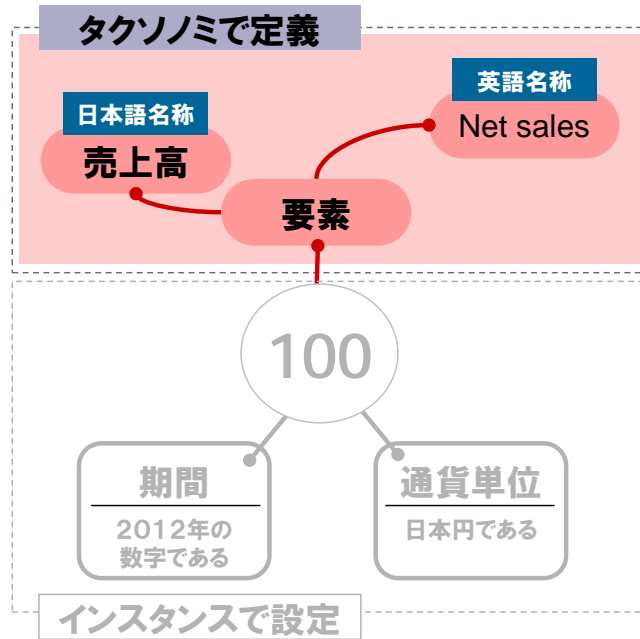 タクソノミで定義
英語名称
Net sales
日本語名称
売上高
要素
100
期間
2012年の
数字である
通貨単位
日本円である
インスタンスで設定